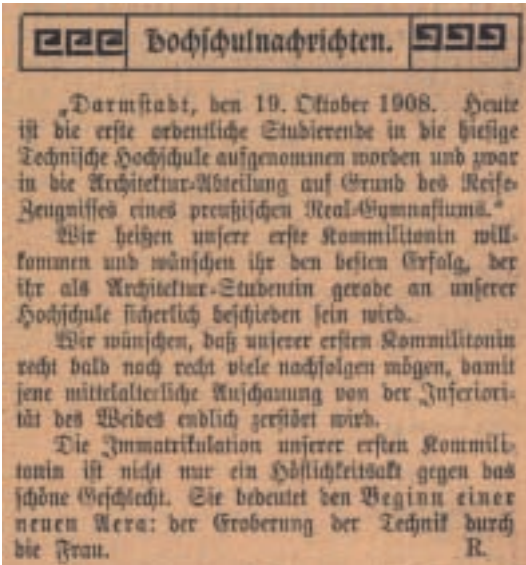 Hochschulnachrichten.
„Darmstadt, den 19. Oktober 1908. Heute
ist die erste ordentliche Studierende in die hiesige
Technische Hochschule aufgenommen worden und zwar
in die Architektur-Abteilung auf Grund des Reife-
Zeugnisses eines preußischen Real-Gymnasiums.“
Wir heißen unsere erste Kommilitonin will-
kommen und wünschen ihr den besten Erfolg, der
ihr als Architektur-Studentin gerade an unserer
Hochschule sicherlich beschieden sein wird.
Wir wünschen, daß unserer ersten Kommilitonin
recht bald noch recht viele nachfolgen mögen, damit
jene mittelalterliche Anschauung von der Inferiori-
tät des Weibes endlich zerstört wird.
Die Immatrikulation unserer ersten Kommili-
tonin ist nicht nur ein Höflichkeitsakt gegen das
schöne Geschlecht. Sie bedeutet den Beginn einer
neuen Aera: der Eroberung der Technik durch
die Frau. R.